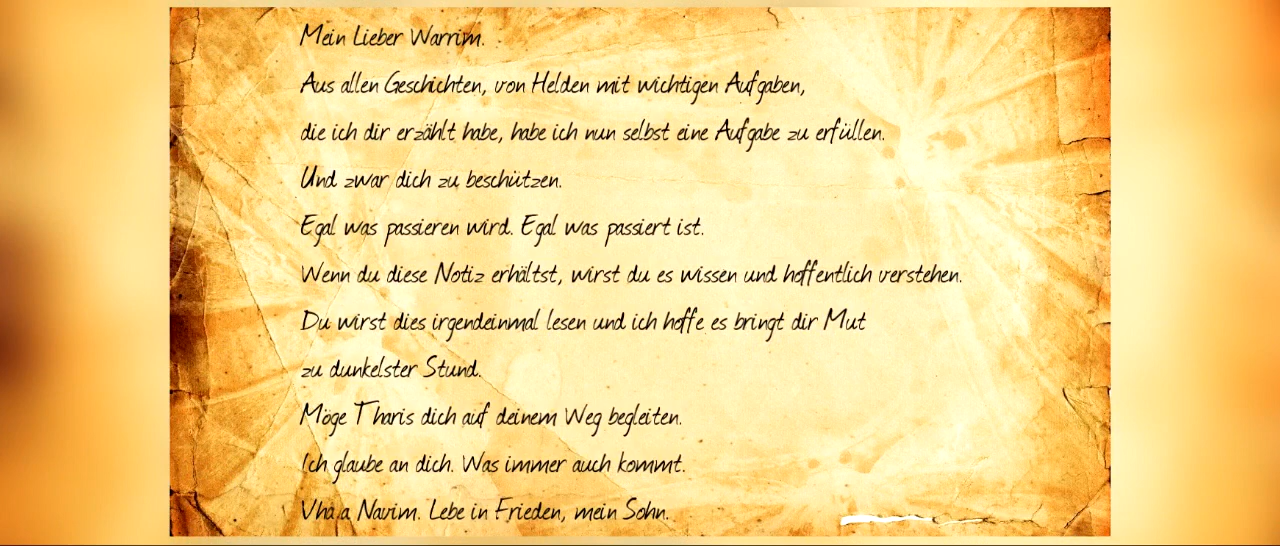 Mein Lieber Warrim.
Aus allen Geschichten, von Helden mit wichtigen Aufgaben,
die ich dir erzählt habe, habe ich nun selbst eine Aufgabe zu erfüllen.
Und zwar dich zu beschützen.
Egal was passieren wird. Egal was passiert ist.
Wenn du diese Notiz erhältst, wirst du es wissen und hoffentlich verstehen.
Du wirst dies irgendeinmal lesen und ich hoffe es bringt dir Mut
zu dunkelster Stund.
Möge Tharis dich auf deinem Weg begleiten.
Ich glaube an dich. Was immer auch kommt.
Vhá a Navim. Lebe in Frieden, mein Sohn.